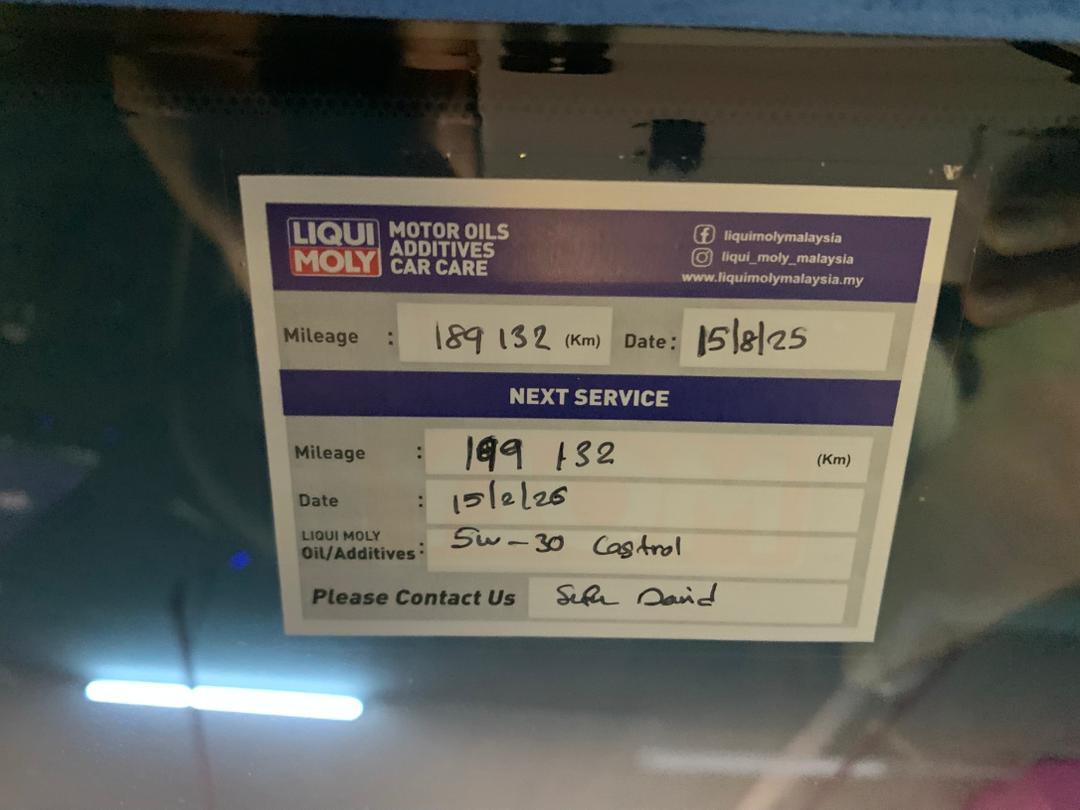 LIQUI MOLY MOTOR OILS ADDITIVES CAR CARE
liquimolymalaysia
liqui_moly_malaysia
www.liquimolymalaysia.my
Mileage : 189 132 (Km) Date: 15/8/25
NEXT SERVICE
Mileage : 199 132 (Km)
Date : 15/2/26
LIQUI MOLY Oil/Additives : 5w-30 Castrol
Please Contact Us David